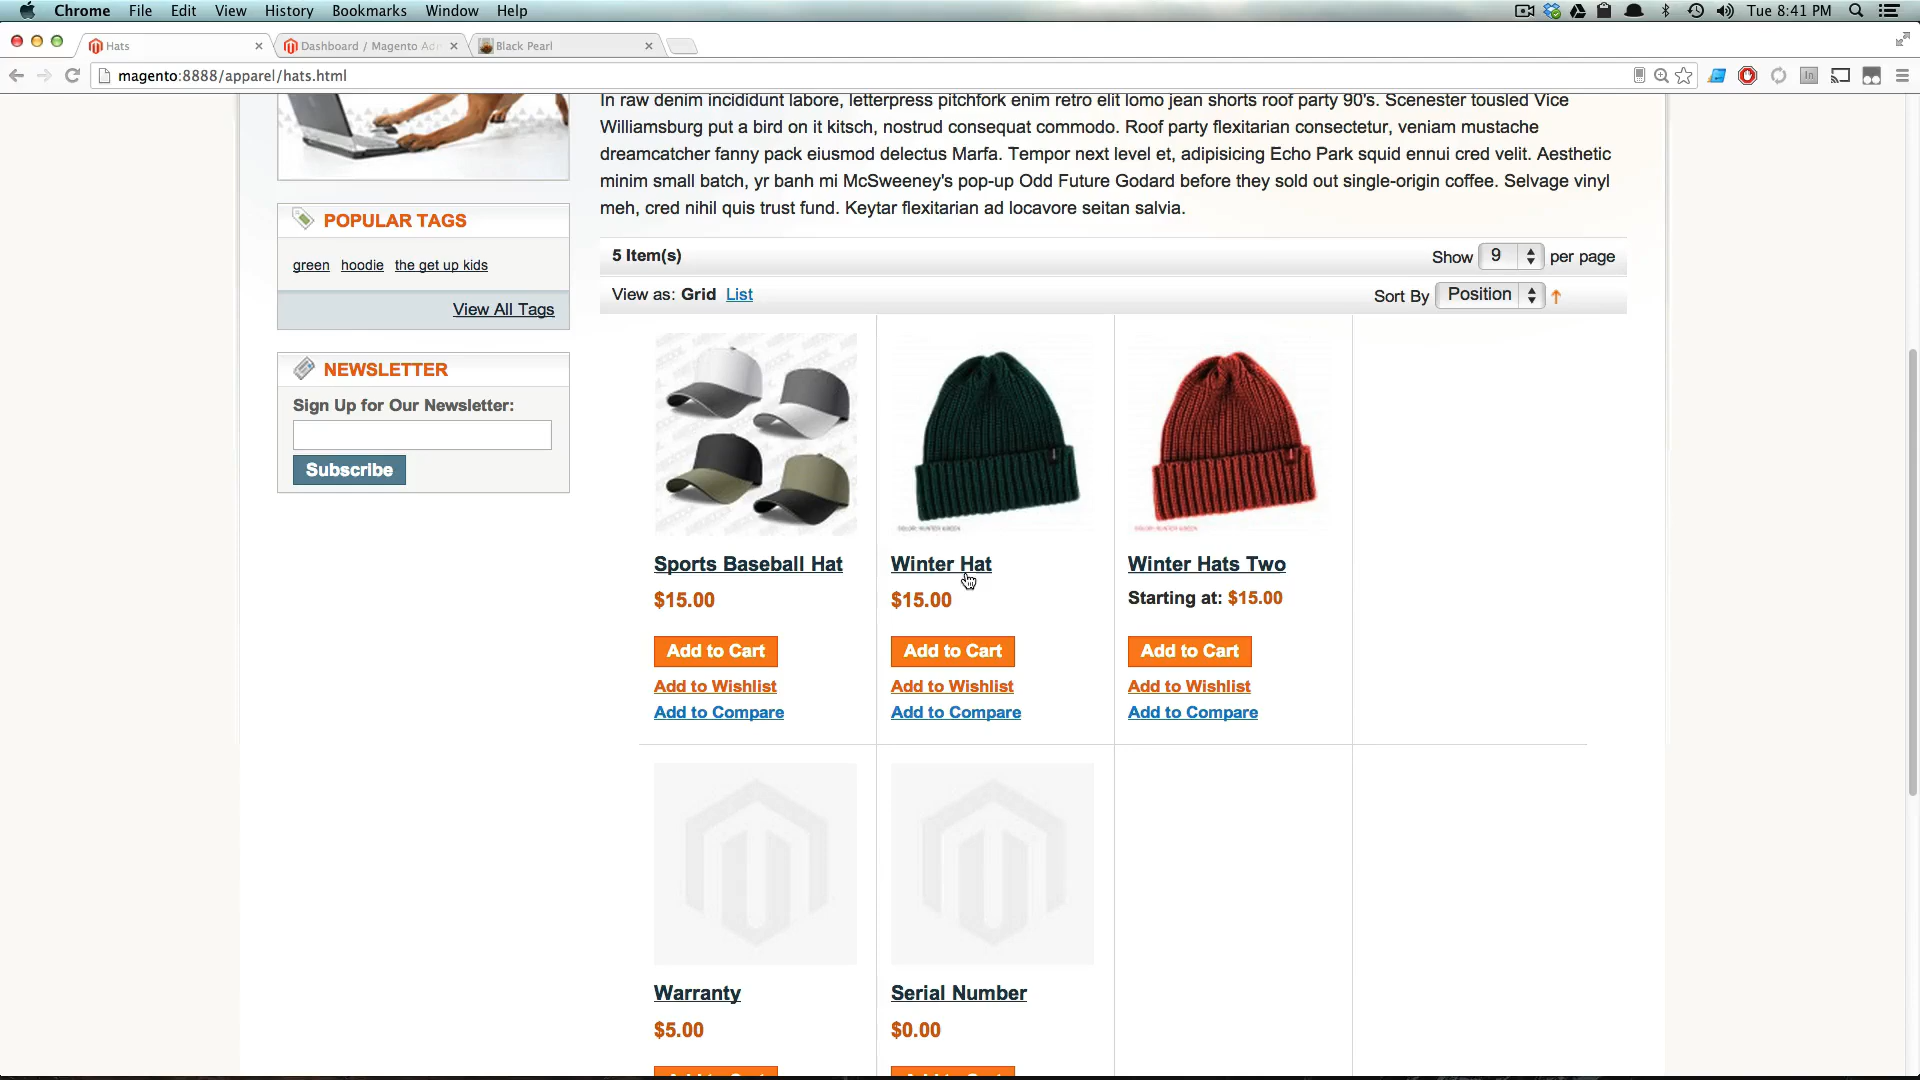 Chrome File Edit View History Bookmarks Window Help Tue 8:41 PM
Hats Dashboard / Magento Ad Black Pearl
magento:8888/apparel/hats.html
In raw denim incididunt labore, letterpress pitchfork enim retro elit lomo jean shorts roof party 90's. Scenester tousled Vice
Williamsburg put a bird on it kitsch, nostrud consequat commodo. Roof party flexitarian consectetur, veniam mustache
dreamcatcher fanny pack eiusmod delectus Marfa. Tempor next level et, adipisicing Echo Park squid ennui cred velit. Aesthetic
minim small batch, yr banh mi McSweeney's pop-up Odd Future Godard before they sold out single-origin coffee. Selvage vinyl
meh, cred nihil quis trust fund. Keytar flexitarian ad locavore seitan salvia.
POPULAR TAGS
green hoodie the get up kids
View All Tags
NEWSLETTER
Sign Up for Our Newsletter:
Subscribe
5 Item(s) Show 9 per page
View as: Grid List Sort By Position
Sports Baseball Hat
$15.00
Add to Cart
Add to Wishlist
Add to Compare
COLOR: WINTER GREEN
Winter Hat
$15.00
Add to Cart
Add to Wishlist
Add to Compare
Winter Hats Two
Starting at: $15.00
Add to Cart
Add to Wishlist
Add to Compare
Warranty
$5.00
Serial Number
$0.00